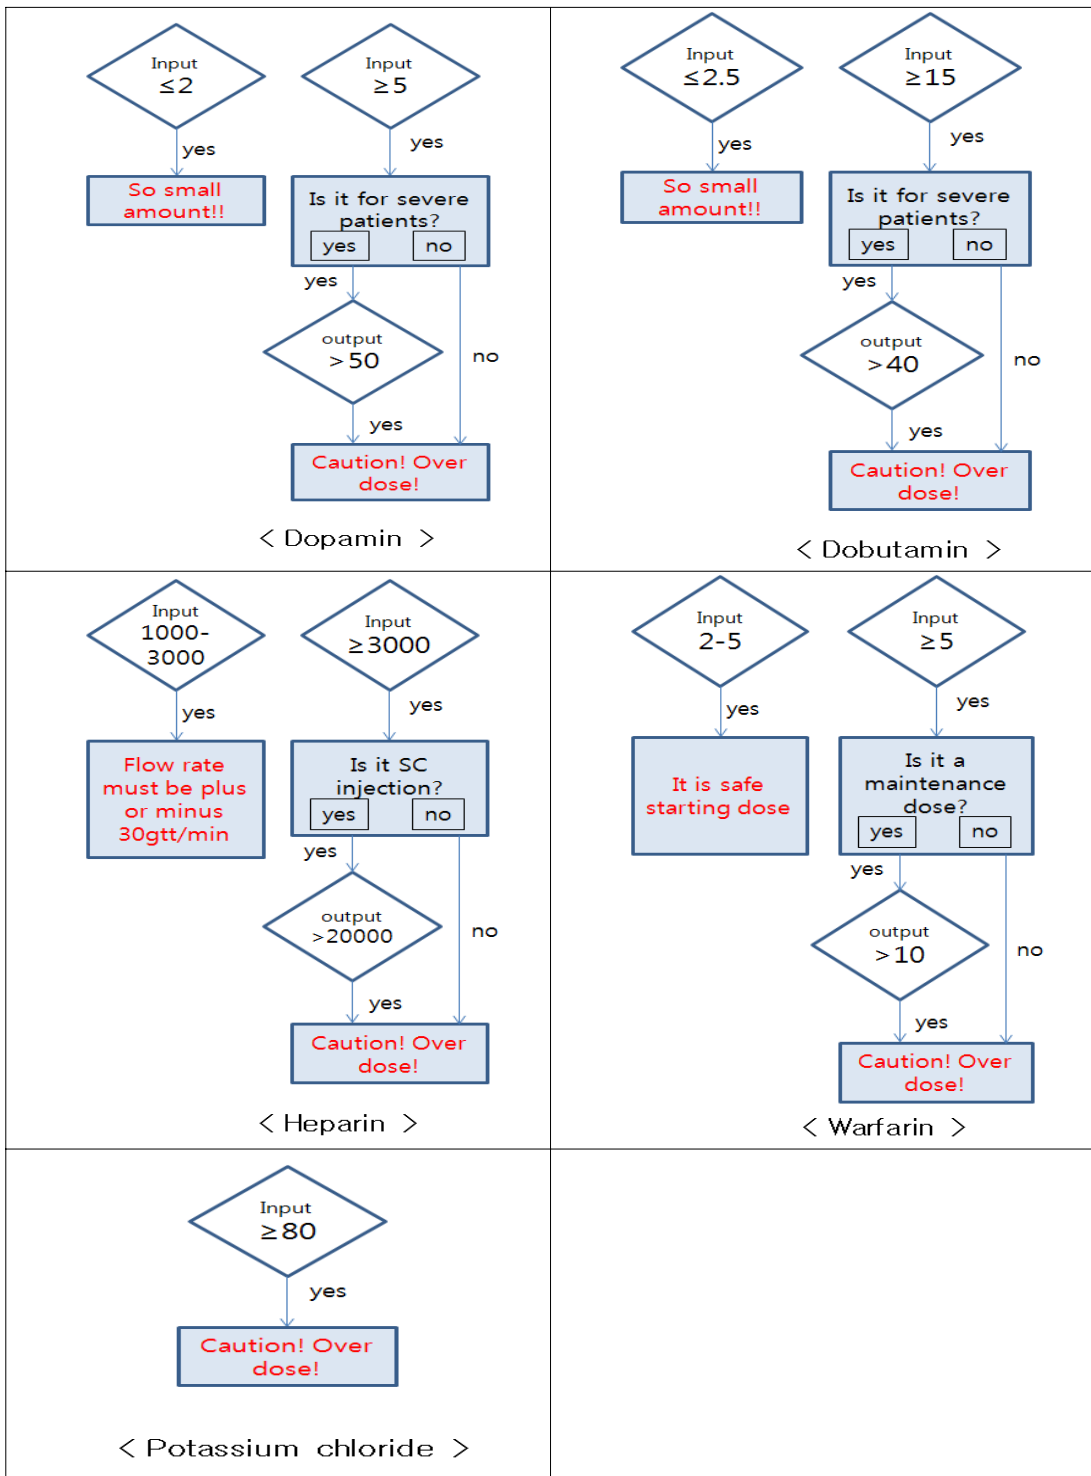 Input
≤2
yes
So small
amount!!
Input
≥5
yes
Is it for severe
patients?
yes no
yes
output
>50
no
yes
Caution! Over
dose!
< Dopamin >
Input
≤2.5
yes
So small
amount!!
Input
≥15
yes
Is it for severe
patients?
yes no
yes
output
>40
no
yes
Caution! Over
dose!
< Dobutamin >
Input
1000-
3000
yes
Flow rate
must be plus
or minus
30gtt/min
Input
≥3000
yes
Is it SC
injection?
yes no
yes
output
>20000
no
yes
Caution! Over
dose!
< Heparin >
Input
2-5
yes
It is safe
starting dose
Input
≥5
yes
Is it a
maintenance
dose?
yes no
yes
output
>10
no
yes
Caution! Over
dose!
< Warfarin >
Input
≥80
yes
Caution! Over
dose!
< Potassium chloride >